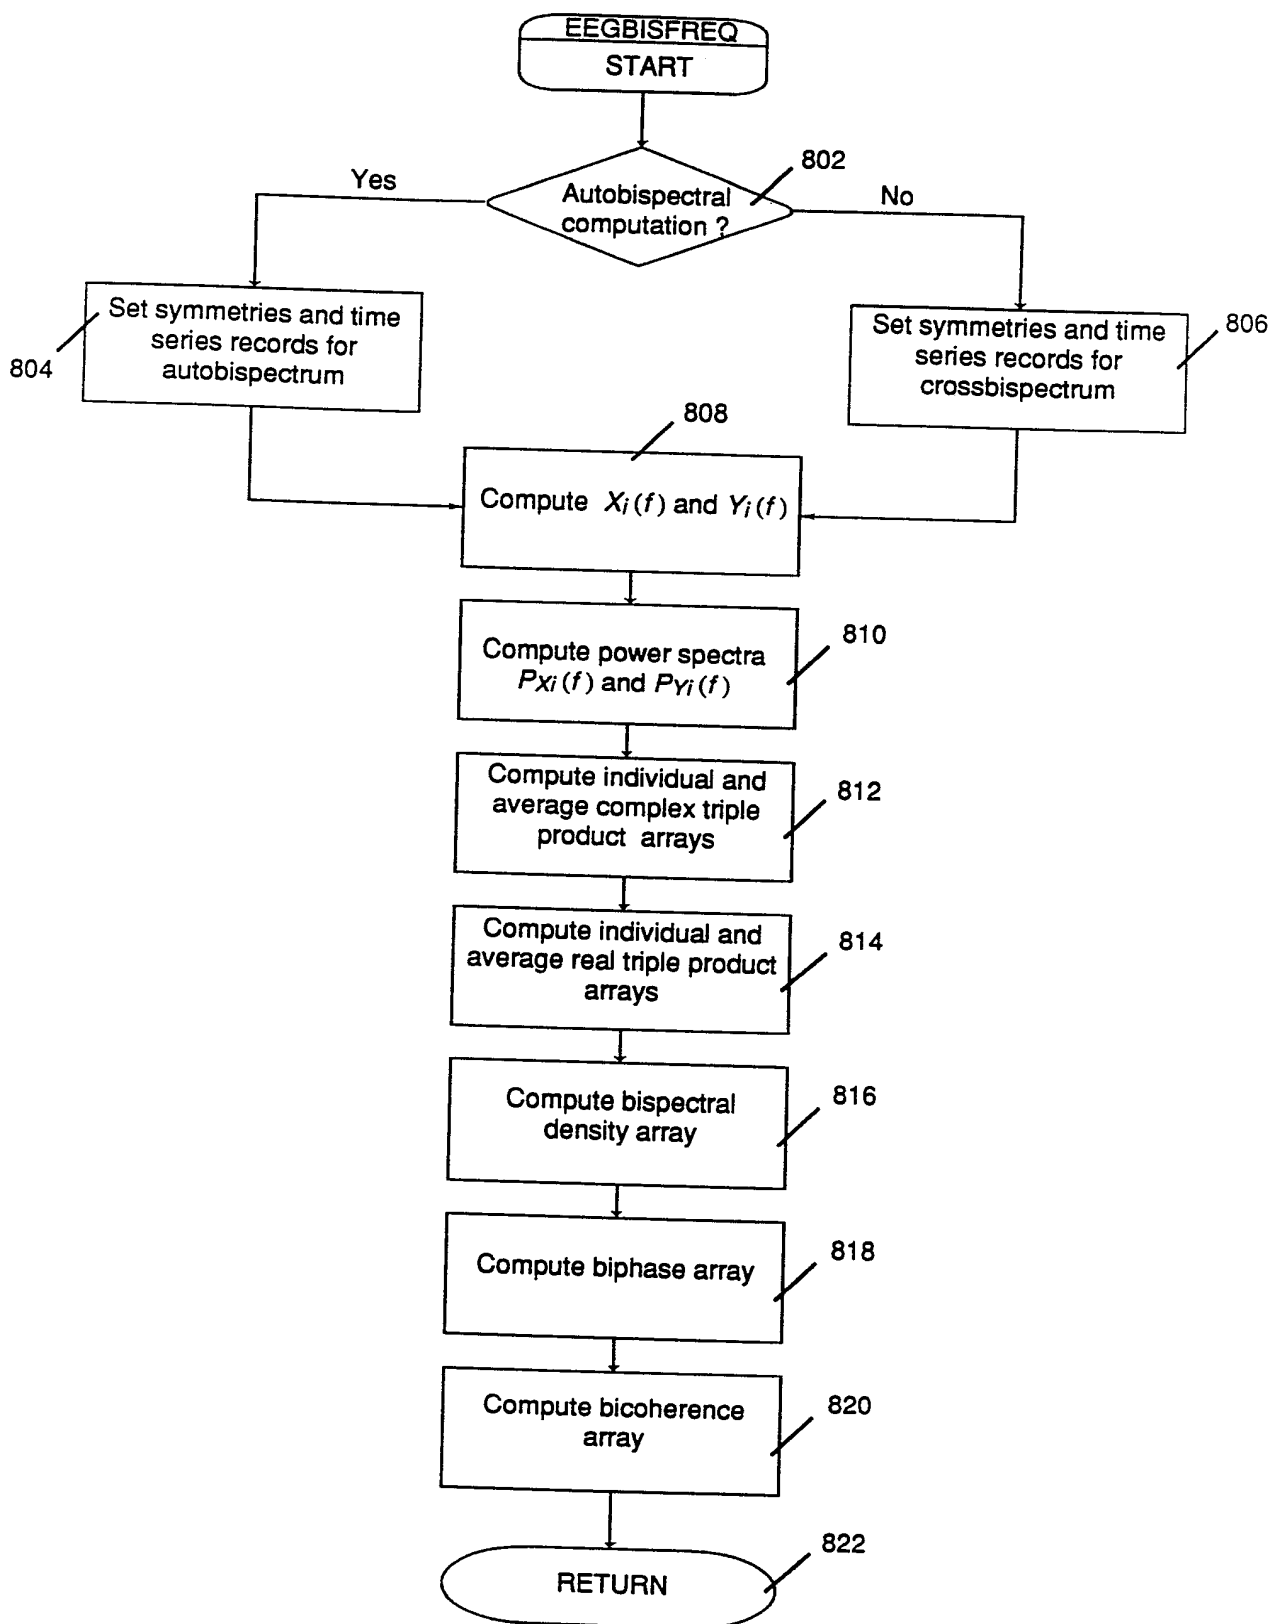 EEGBISFREQ
START
802
Yes
Autobispectral
computation ?
No
Set symmetries and time
series records for
autobispectrum
804
Set symmetries and time
series records for
crossbispectrum
806
808
Compute Xi(f) and Yi(f)
810
Compute power spectra
PXi(f) and PYi(f)
812
Compute individual and
average complex triple
product arrays
814
Compute individual and
average real triple product
arrays
816
Compute bispectral
density array
818
Compute biphase array
820
Compute bicoherence
array
822
RETURN